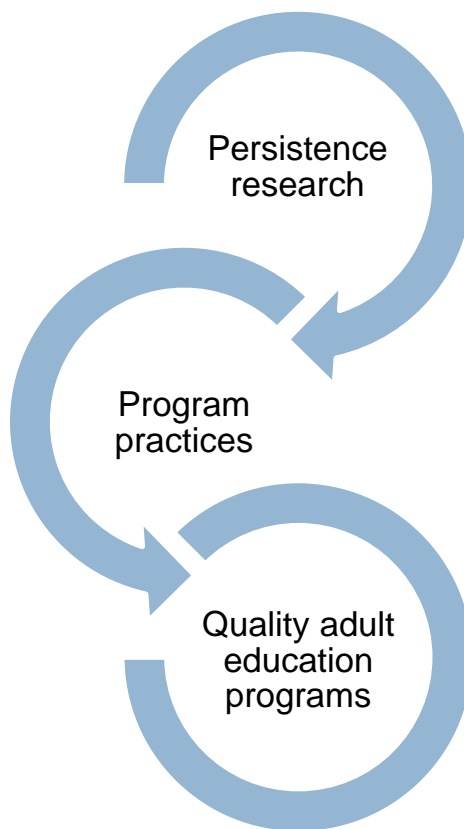 Persistence
research
Program
practices
Quality adult
education
programs